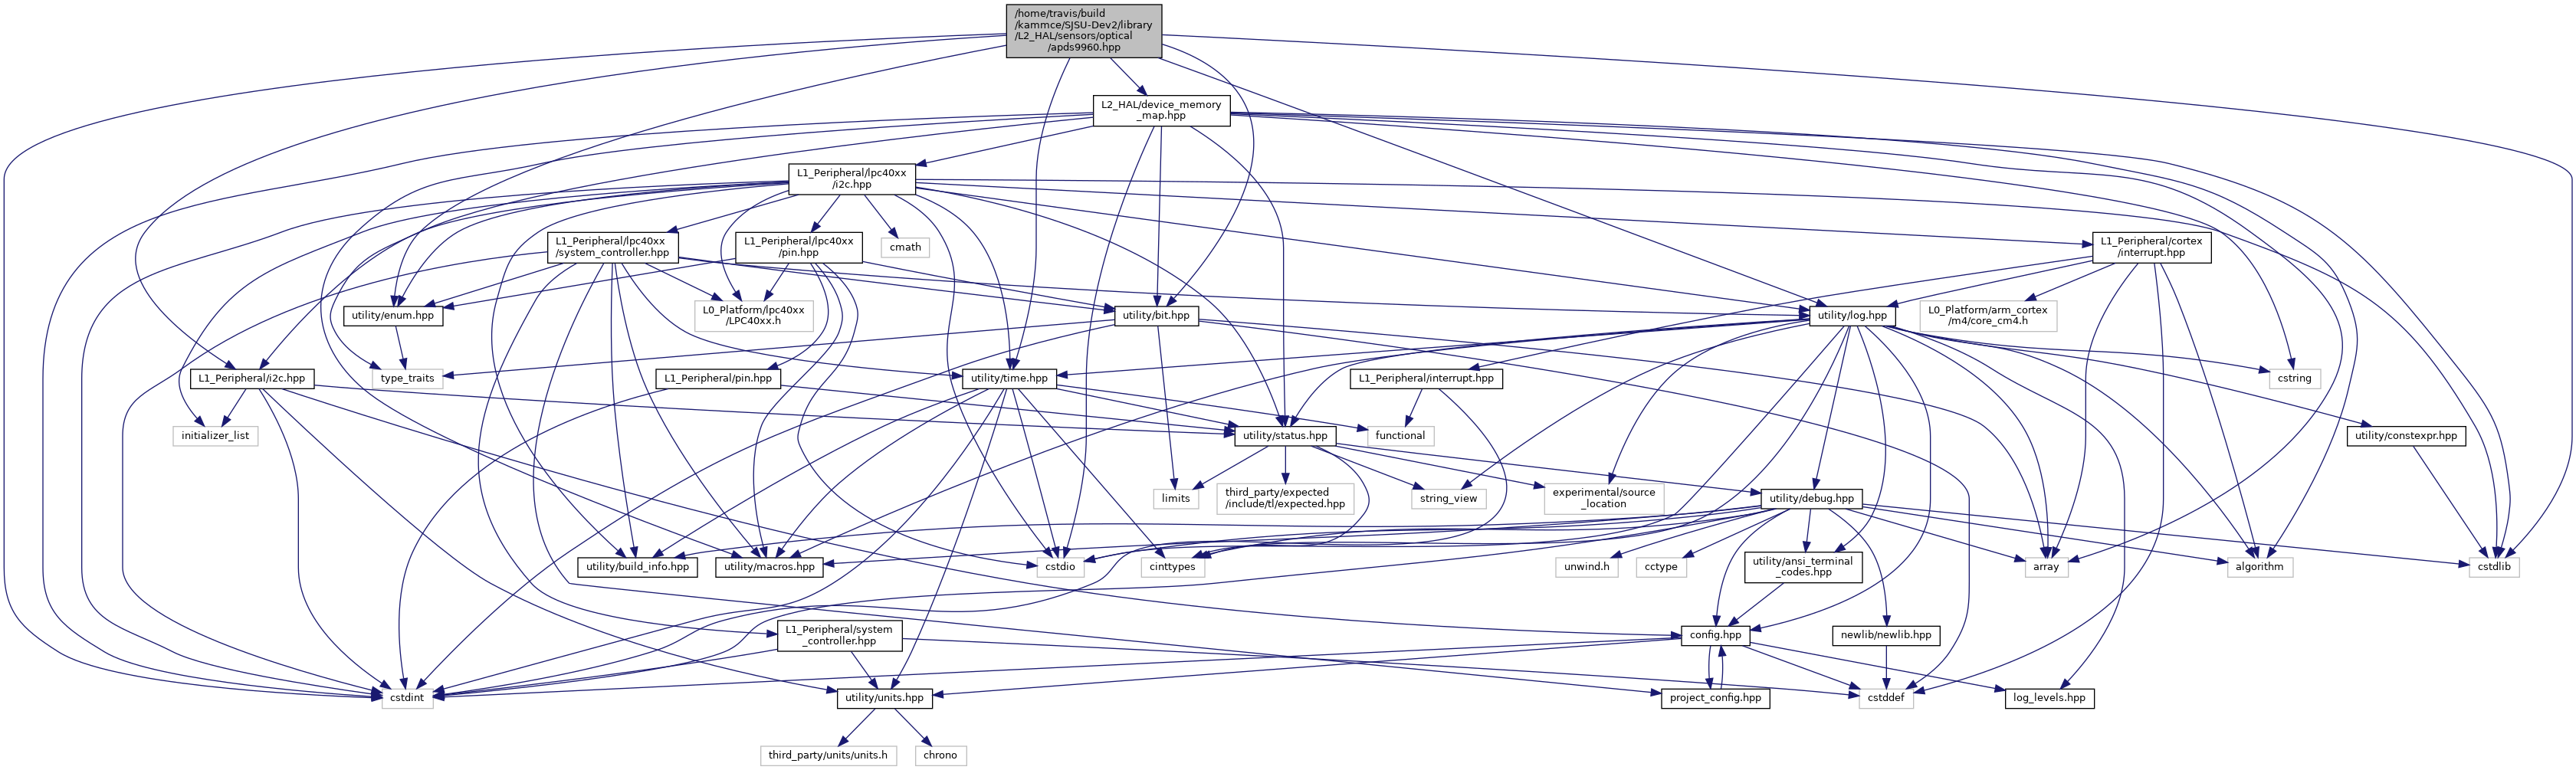 /home/travis/build
/kammce/SJSU-Dev2/library
/L2_HAL/sensors/optical
/apds9960.hpp
L2_HAL/device_memory
_map.hpp
L1_Peripheral/lpc40xx
/i2c.hpp
L1_Peripheral/lpc40xx
/system_controller.hpp
L1_Peripheral/lpc40xx
/pin.hpp
cmath
L1_Peripheral/cortex
/interrupt.hpp
utility/enum.hpp
L0_Platform/lpc40xx
/LPC40xx.h
utility/bit.hpp
utility/log.hpp
L0_Platform/arm_cortex
/m4/core_cm4.h
L1_Peripheral/i2c.hpp
type_traits
L1_Peripheral/pin.hpp
utility/time.hpp
L1_Peripheral/interrupt.hpp
cstring
initializer_list
utility/status.hpp
functional
utility/constexpr.hpp
limits
third_party/expected
/include/tl/expected.hpp
string_view
experimental/source
_location
utility/debug.hpp
utility/build_info.hpp
utility/macros.hpp
cstdio
cinttypes
unwind.h
cctype
utility/ansi_terminal
_codes.hpp
array
algorithm
cstdlib
L1_Peripheral/system
_controller.hpp
config.hpp
newlib/newlib.hpp
cstdint
utility/units.hpp
project_config.hpp
cstddef
log_levels.hpp
third_party/units/units.h
chrono